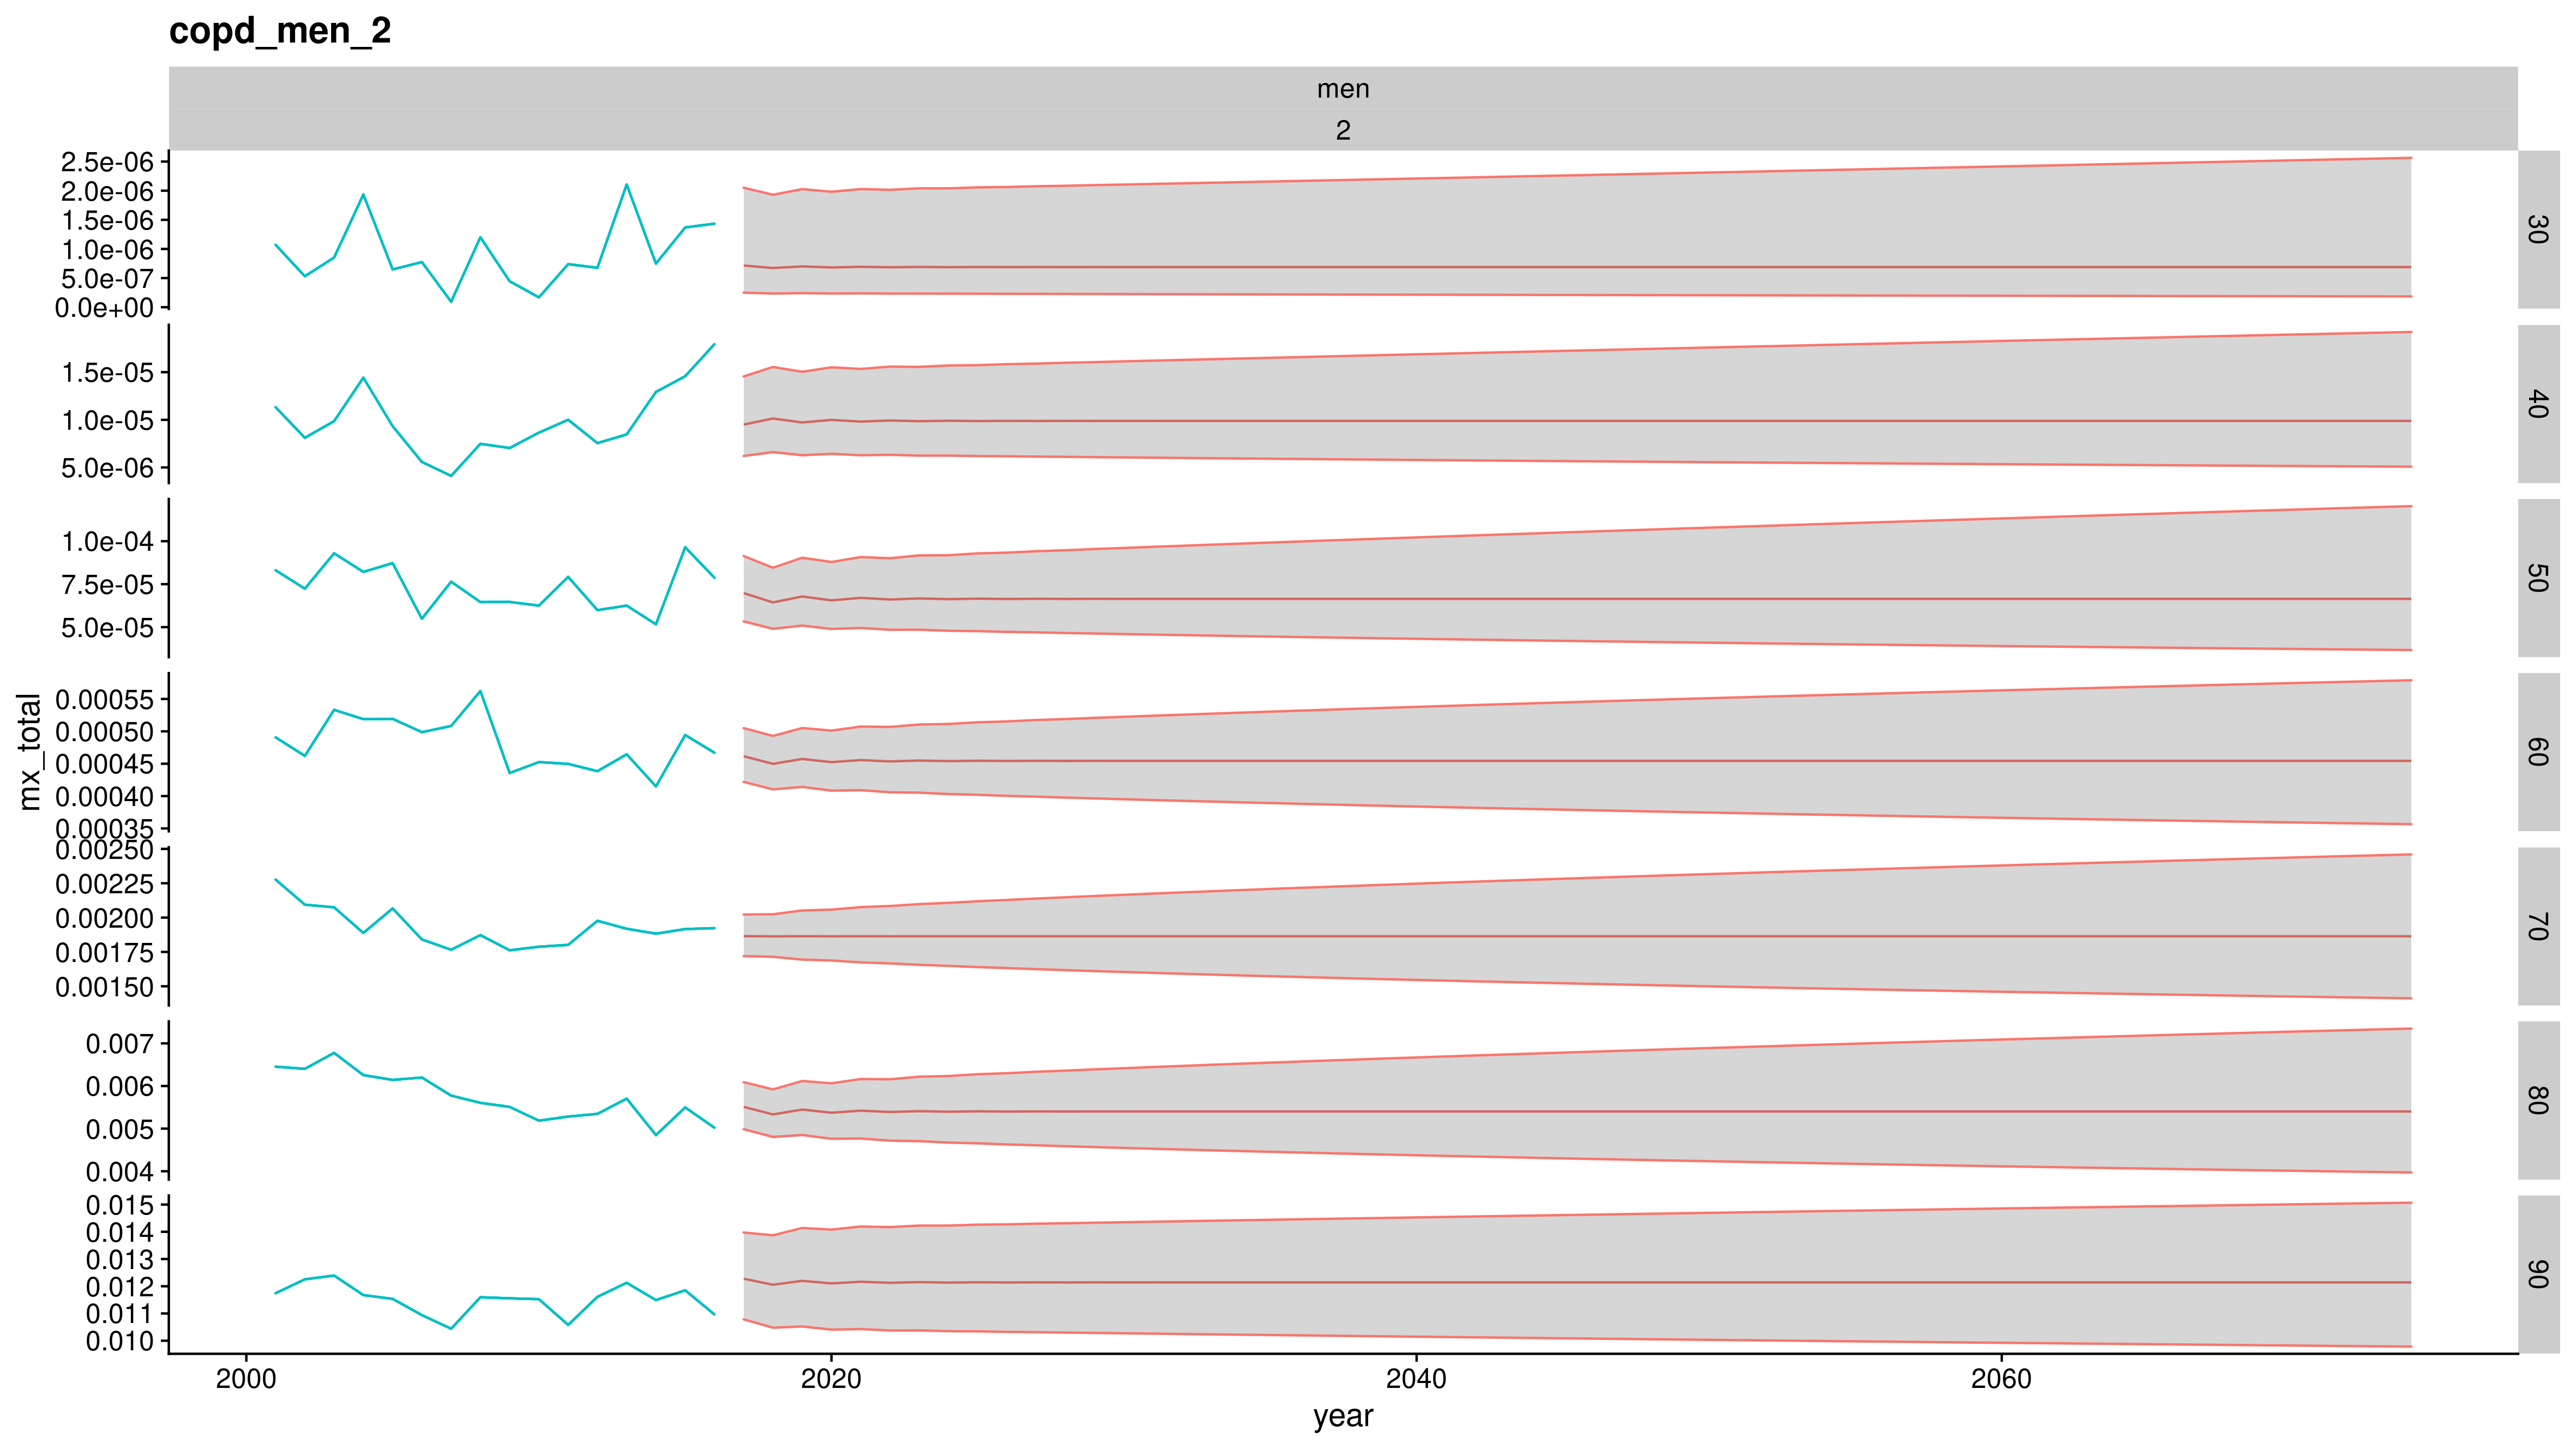 copd_men_2
men
2
2.5e-06
2.0e-06
1.5e-06
1.0e-06
5.0e-07
0.0e+00
30
1.5e-05
1.0e-05
5.0e-06
40
1.0e-04
7.5e-05
5.0e-05
50
mx_total
0.00055
0.00050
0.00045
0.00040
0.00035
60
0.00250
0.00225
0.00200
0.00175
0.00150
70
0.007
0.006
0.005
0.004
80
0.015
0.014
0.013
0.012
0.011
0.010
90
2000 2020 2040 2060
year